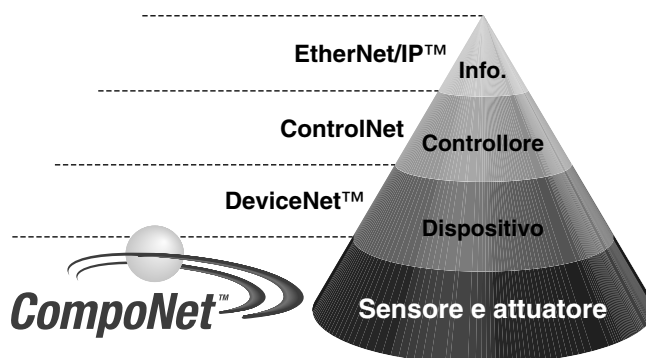 EtherNet/IP™
Info.
ControlNet
Controllore
DeviceNet™
Dispositivo
CompoNet™
Sensore e attuatore